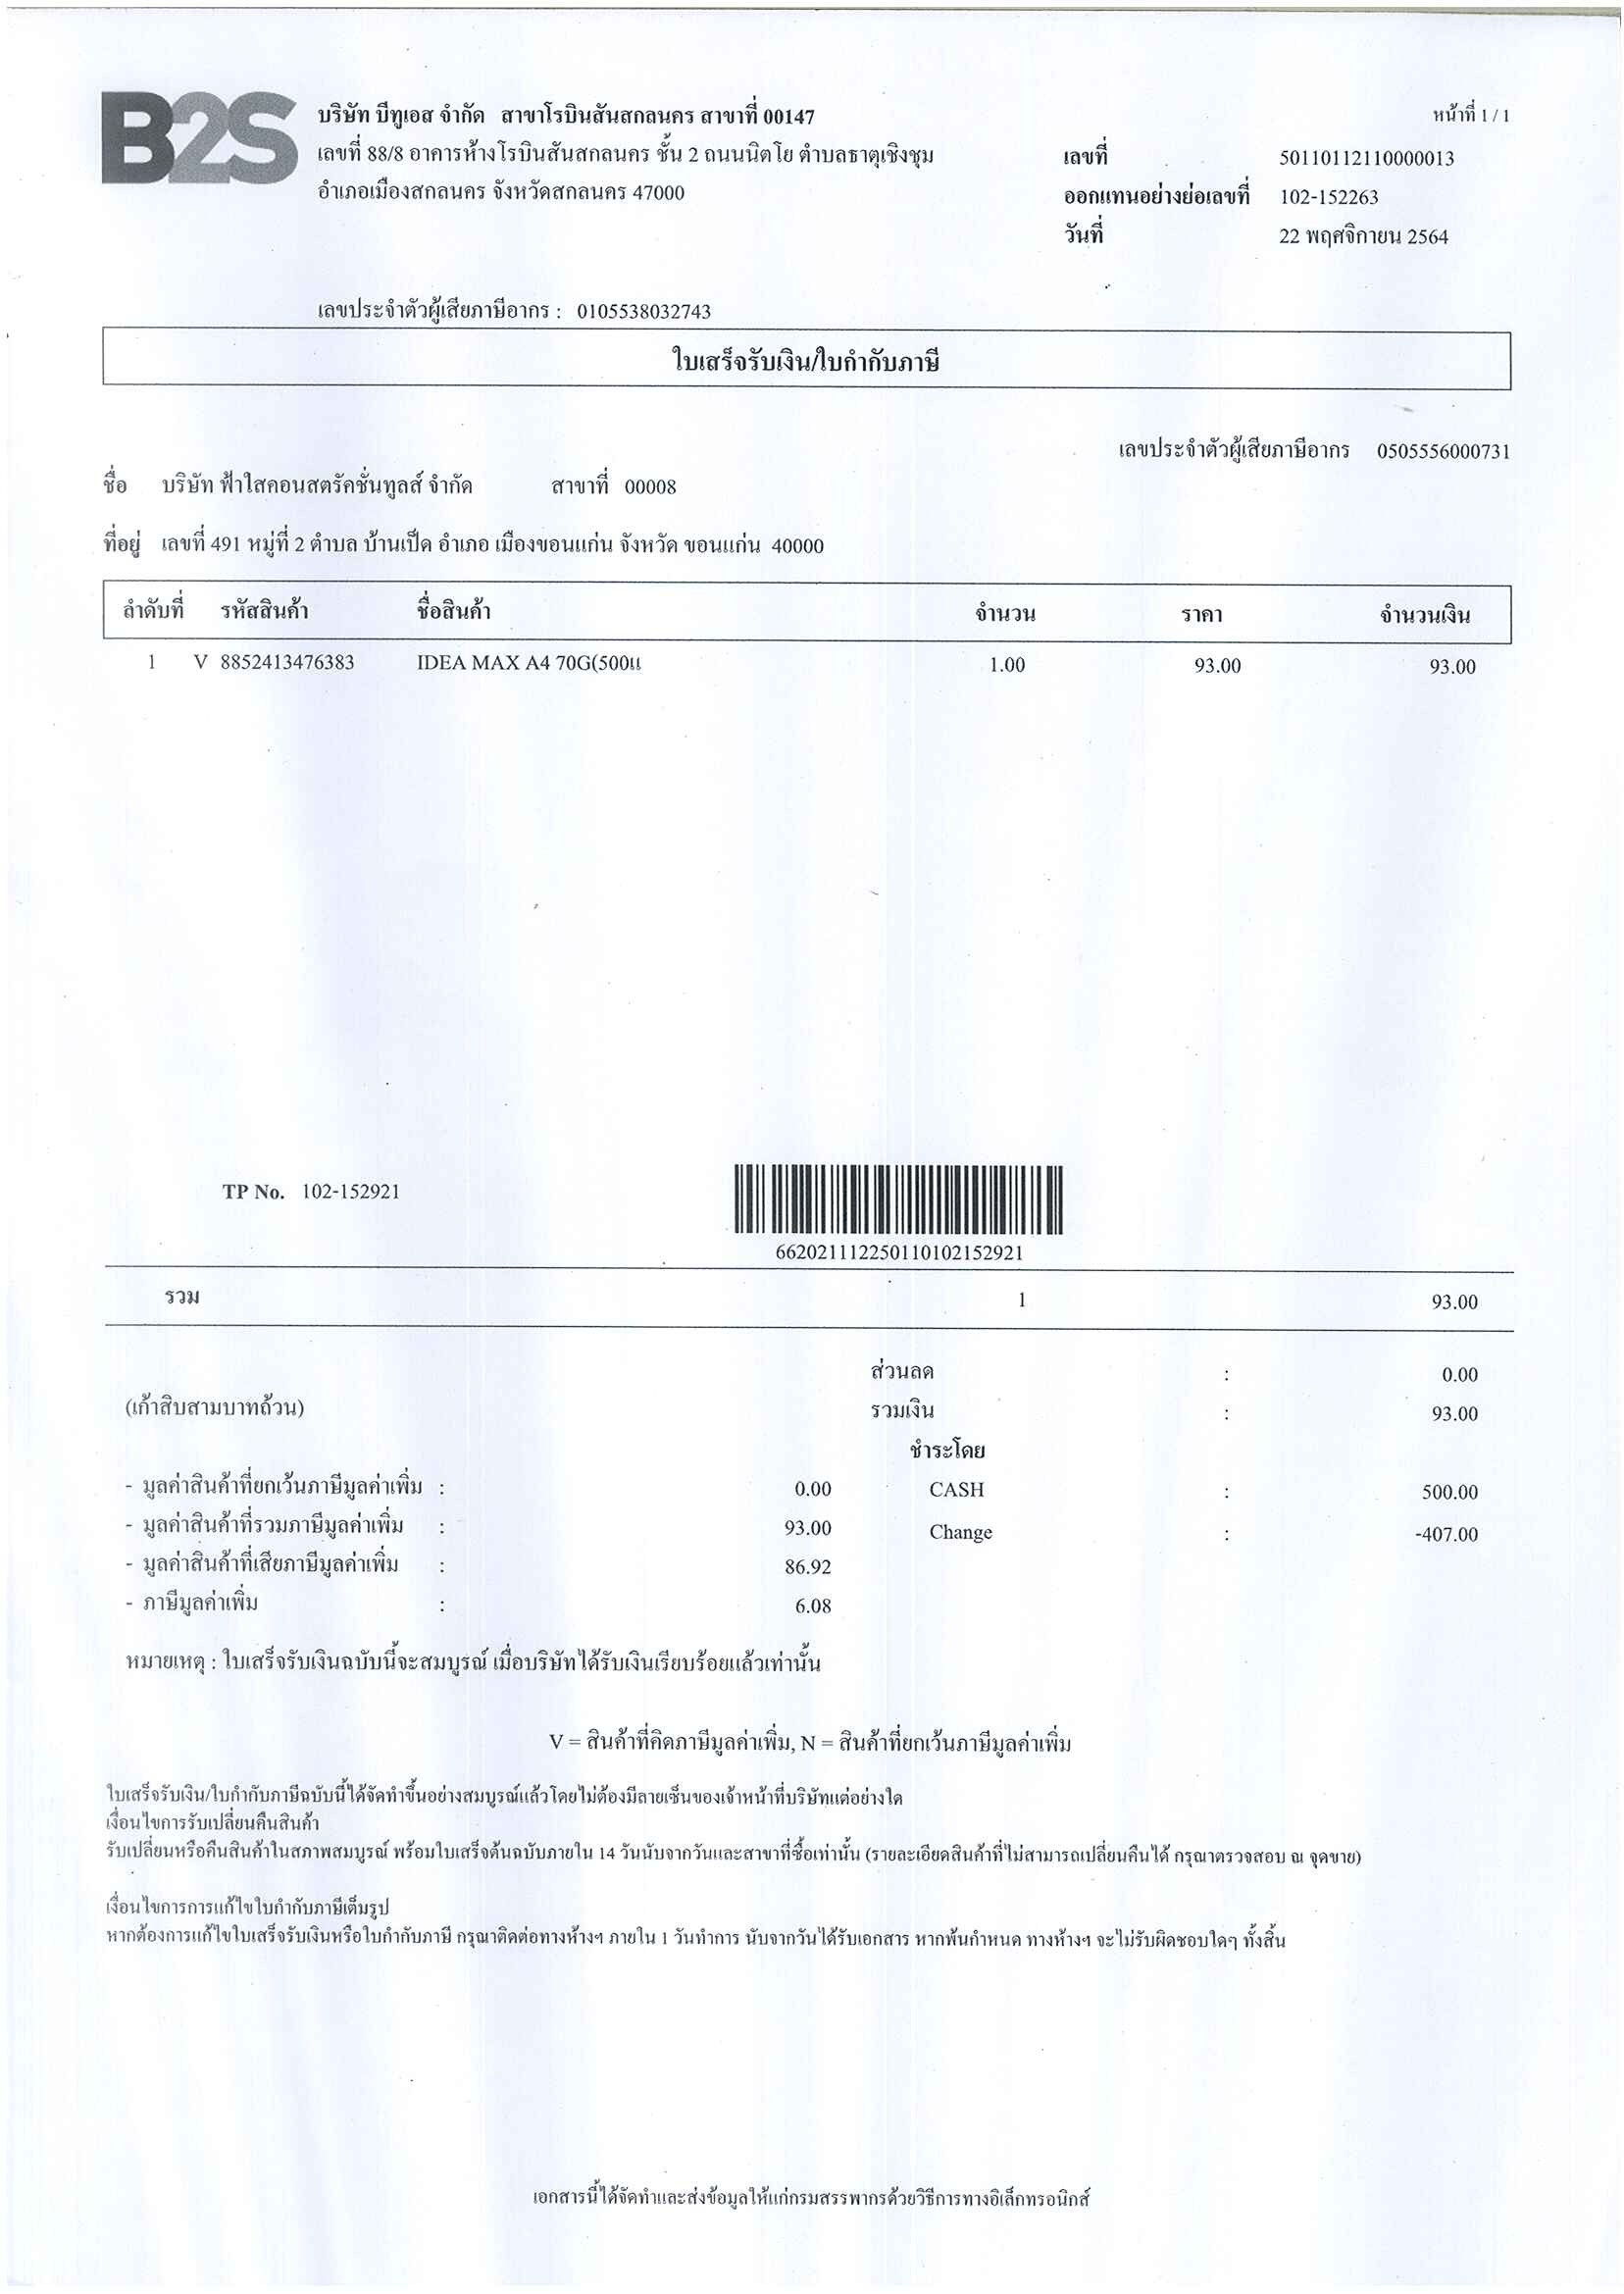 B2S
บริษัท บีทูเอส จำกัด สาขาโรบินสันสกลนคร สาขาที่ 00147
หน้าที่ 1 / 1
เลขที่ 88/8 อาคารห้างโรบินสันสกลนคร ชั้น 2 ถนนนิตโย ตำบลธาตุเชิงชุม
อำเภอเมืองสกลนคร จังหวัดสกลนคร 47000
เลขที่ 50110112110000013
ออกแทนอย่างย่อเลขที่ 102-152263
วันที่ 22 พฤศจิกายน 2564
เลขประจำตัวผู้เสียภาษีอากร : 0105538032743
ใบเสร็จรับเงิน/ใบกำกับภาษี
เลขประจำตัวผู้เสียภาษีอากร 0505556000731
ชื่อ บริษัท ฟ้าใสคอนสตรัคชั่นทูลส์ จำกัด สาขาที่ 00008
ที่อยู่ เลขที่ 491 หมู่ที่ 2 ตำบล บ้านเป็ด อำเภอ เมืองขอนแก่น จังหวัด ขอนแก่น 40000
ลำดับที่ รหัสสินค้า ชื่อสินค้า จำนวน ราคา จำนวนเงิน
1 V 8852413476383 IDEA MAX A4 70G(500แ 1.00 93.00 93.00
TP No. 102-152921
662021112250110102152921
รวม 1 93.00
ส่วนลด : 0.00
(เก้าสิบสามบาทถ้วน) รวมเงิน : 93.00
ชำระโดย
- มูลค่าสินค้าที่ยกเว้นภาษีมูลค่าเพิ่ม : 0.00 CASH : 500.00
- มูลค่าสินค้าที่รวมภาษีมูลค่าเพิ่ม : 93.00 Change : -407.00
- มูลค่าสินค้าที่เสียภาษีมูลค่าเพิ่ม : 86.92
- ภาษีมูลค่าเพิ่ม : 6.08
หมายเหตุ : ใบเสร็จรับเงินฉบับนี้จะสมบูรณ์ เมื่อบริษัทได้รับเงินเรียบร้อยแล้วเท่านั้น
V = สินค้าที่คิดภาษีมูลค่าเพิ่ม, N = สินค้าที่ยกเว้นภาษีมูลค่าเพิ่ม
ใบเสร็จรับเงิน/ใบกำกับภาษีฉบับนี้ได้จัดทำขึ้นอย่างสมบูรณ์แล้วโดยไม่ต้องมีลายเซ็นของเจ้าหน้าที่บริษัทแต่อย่างใด
เงื่อนไขการรับเปลี่ยนคืนสินค้า
รับเปลี่ยนหรือคืนสินค้าในสภาพสมบูรณ์ พร้อมใบเสร็จต้นฉบับภายใน 14 วันนับจากวันและสาขาที่ซื้อเท่านั้น (รายละเอียดสินค้าที่ไม่สามารถเปลี่ยนคืนได้ กรุณาตรวจสอบ ณ จุดขาย)
เงื่อนไขการการแก้ไขใบกำกับภาษีเต็มรูป
หากต้องการแก้ไขใบเสร็จรับเงินหรือใบกำกับภาษี กรุณาติดต่อทางห้างฯ ภายใน 1 วันทำการ นับจากวันได้รับเอกสาร หากพ้นกำหนด ทางห้างฯ จะไม่รับผิดชอบใดๆ ทั้งสิ้น
เอกสารนี้ได้จัดทำและส่งข้อมูลให้แก่กรมสรรพากรด้วยวิธีการทางอิเล็กทรอนิกส์